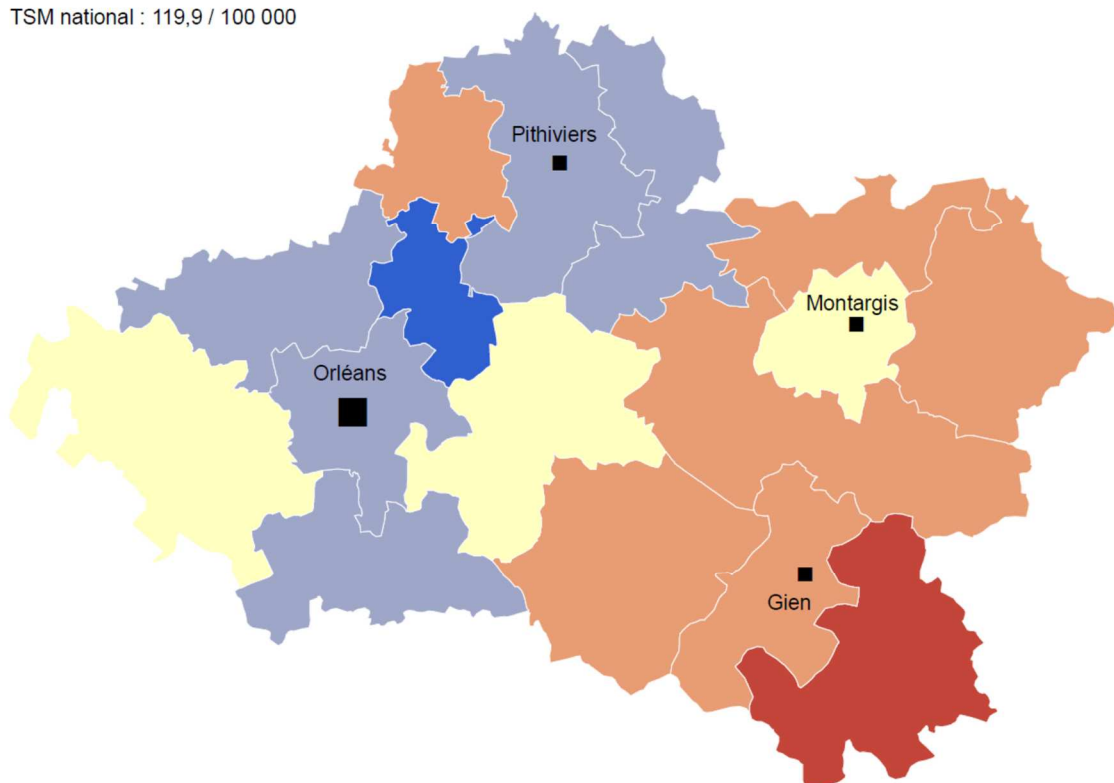 TSM national : 119,9 / 100 000
Pithiviers
Montargis
Orléans
Gien